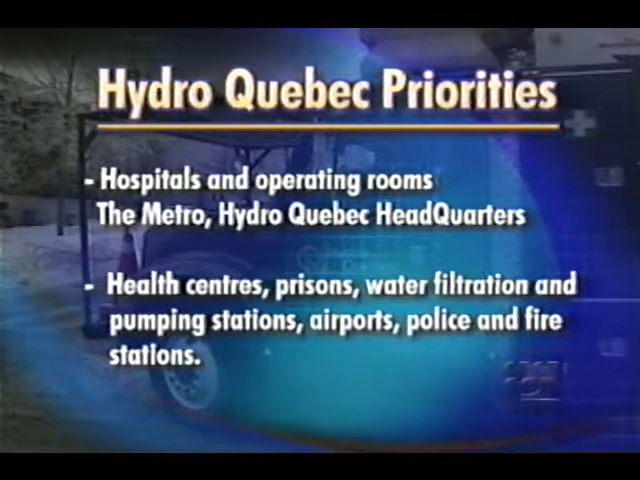 Hydro Quebec Priorities
- Hospitals and operating rooms
The Metro, Hydro Quebec HeadQuarters
- Health centres, prisons, water filtration and
pumping stations, airports, police and fire
stations.